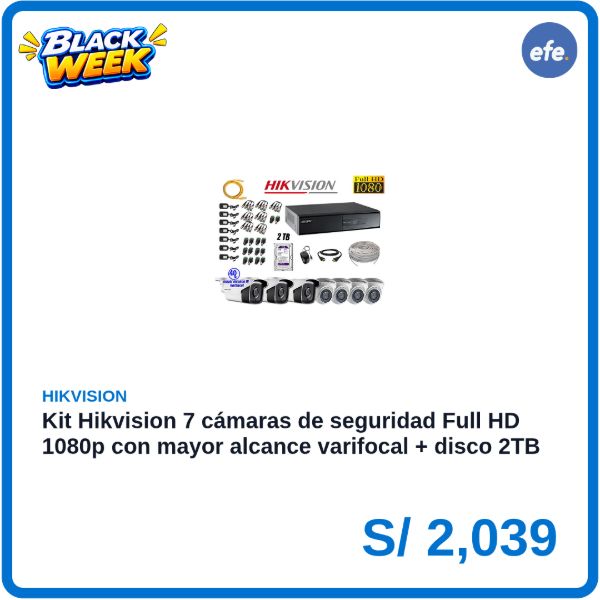 BLACK
WEEK
efe.
HIKVISION
Full HD
1080
2 TB
HIKVISION
Kit Hikvision 7 cámaras de seguridad Full HD
1080p con mayor alcance varifocal + disco 2TB
S/ 2,039